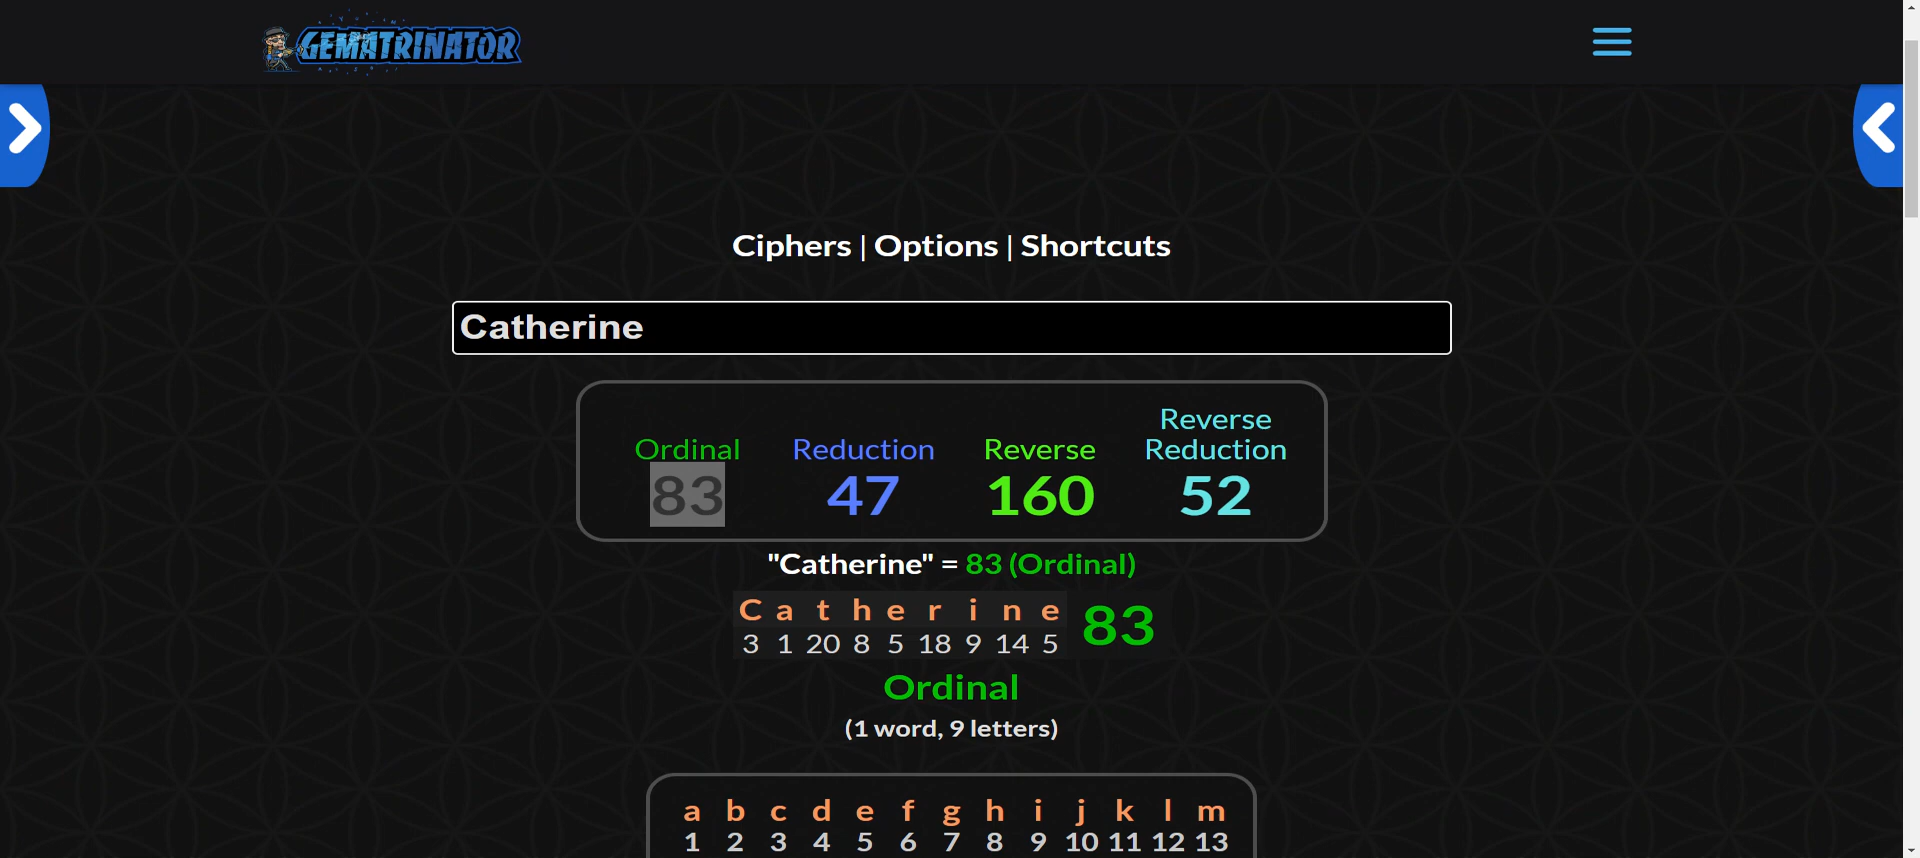 GEMATRINATOR
Ciphers | Options | Shortcuts
Catherine
Ordinal Reduction Reverse Reverse Reduction
83 47 160 52
"Catherine" = 83 (Ordinal)
C a t h e r i n e 83
3 1 20 8 5 18 9 14 5
Ordinal
(1 word, 9 letters)
a b c d e f g h i j k l m
1 2 3 4 5 6 7 8 9 10 11 12 13